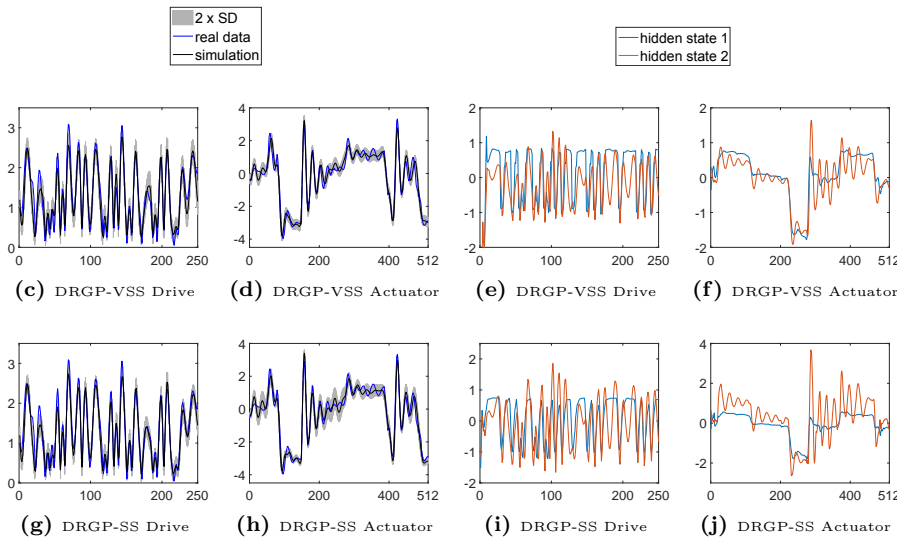 2 x SD
real data
simulation
hidden state 1
hidden state 2
3
2
1
0
0 100 200 250
(c) DRGP-VSS Drive
4
2
0
-2
-4
0 200 400 512
(d) DRGP-VSS Actuator
2
1
0
-1
-2
0 100 200 250
(e) DRGP-VSS Drive
2
1
0
-1
-2
0 200 400 512
(f) DRGP-VSS Actuator
3
2
1
0
0 100 200 250
(g) DRGP-SS Drive
4
2
0
-2
-4
0 200 400 512
(h) DRGP-SS Actuator
2
1
0
-1
-2
0 100 200 250
(i) DRGP-SS Drive
4
2
0
-2
0 200 400 512
(j) DRGP-SS Actuator